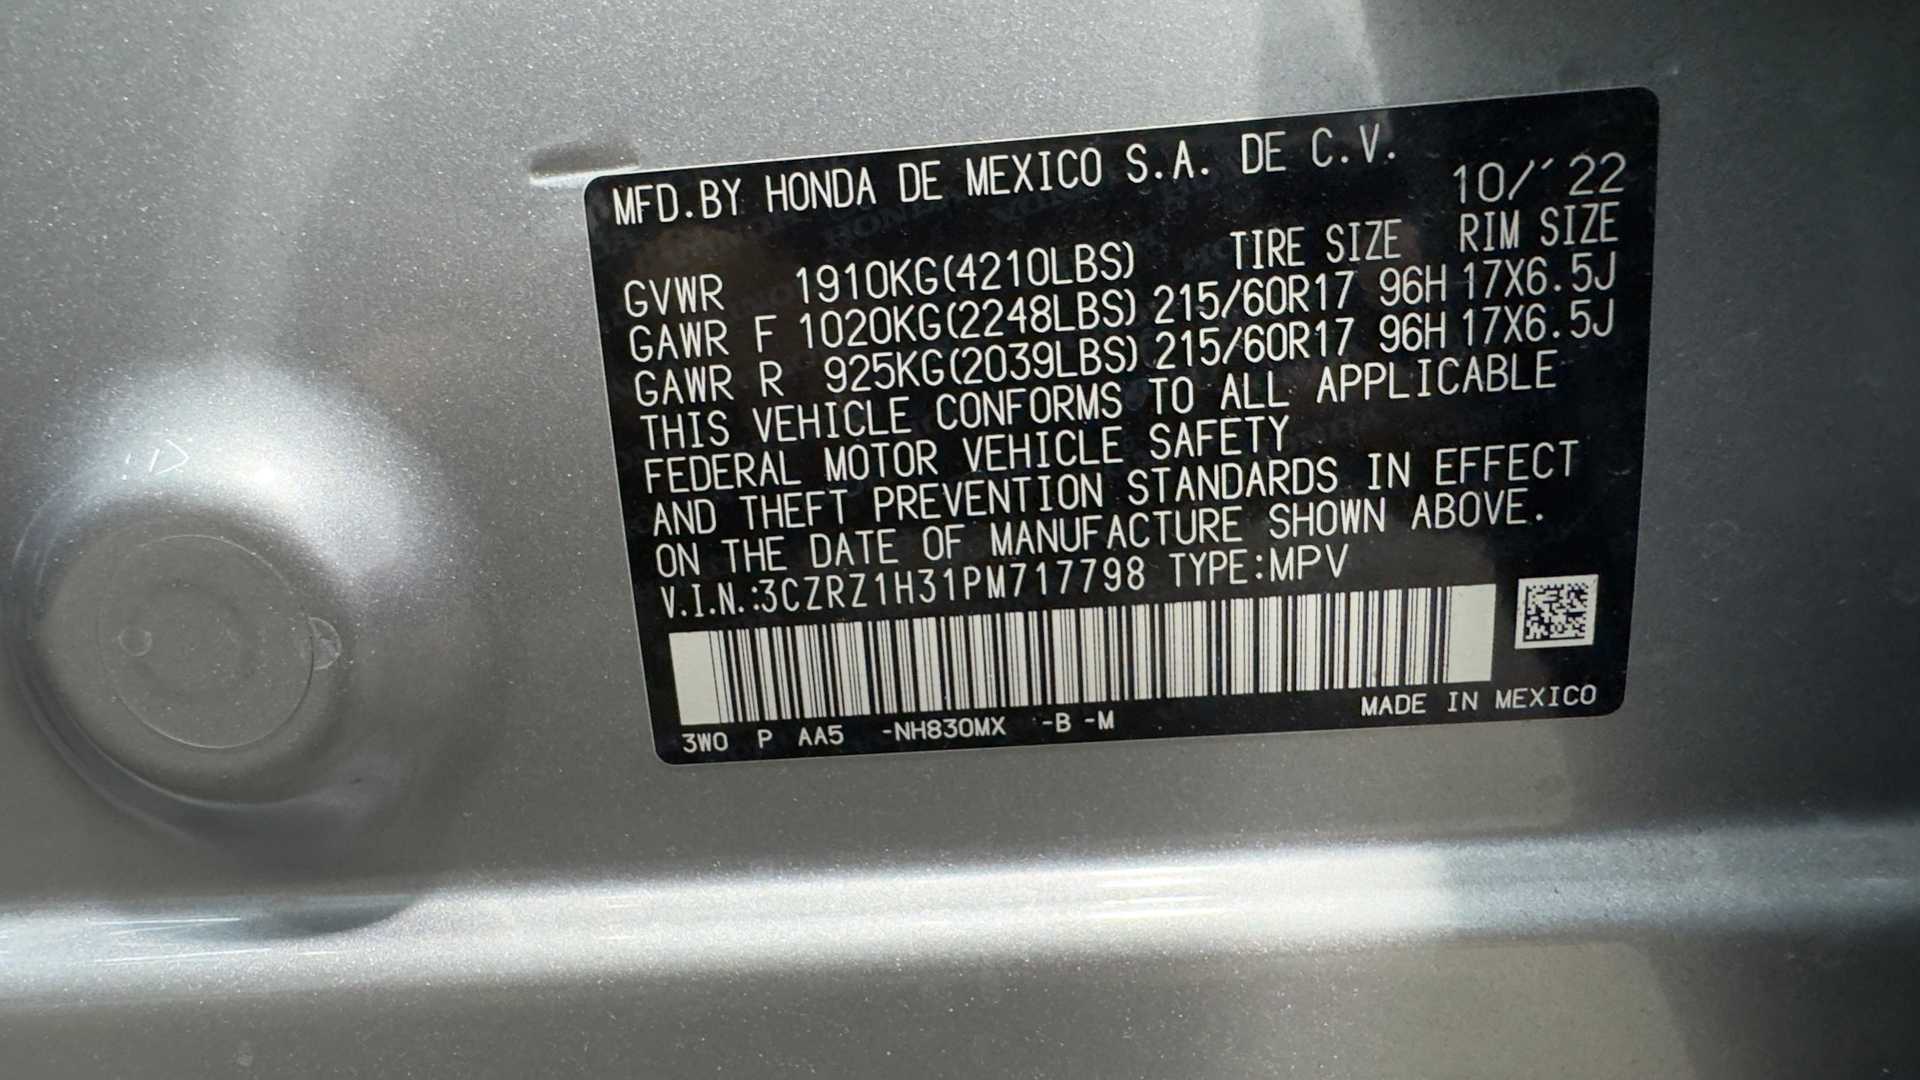 MFD.BY HONDA DE MEXICO S.A. DE C.V.
10/'22
TIRE SIZE RIM SIZE
GVWR 1910KG(4210LBS)
GAWR F 1020KG(2248LBS) 215/60R17 96H 17X6.5J
GAWR R 925KG(2039LBS) 215/60R17 96H 17X6.5J
THIS VEHICLE CONFORMS TO ALL APPLICABLE
FEDERAL MOTOR VEHICLE SAFETY
AND THEFT PREVENTION STANDARDS IN EFFECT
ON THE DATE OF MANUFACTURE SHOWN ABOVE.
V.I.N.:3CZRZ1H31PM717798 TYPE:MPV
3W0 P AA5 -NH830MX -B -M
MADE IN MEXICO